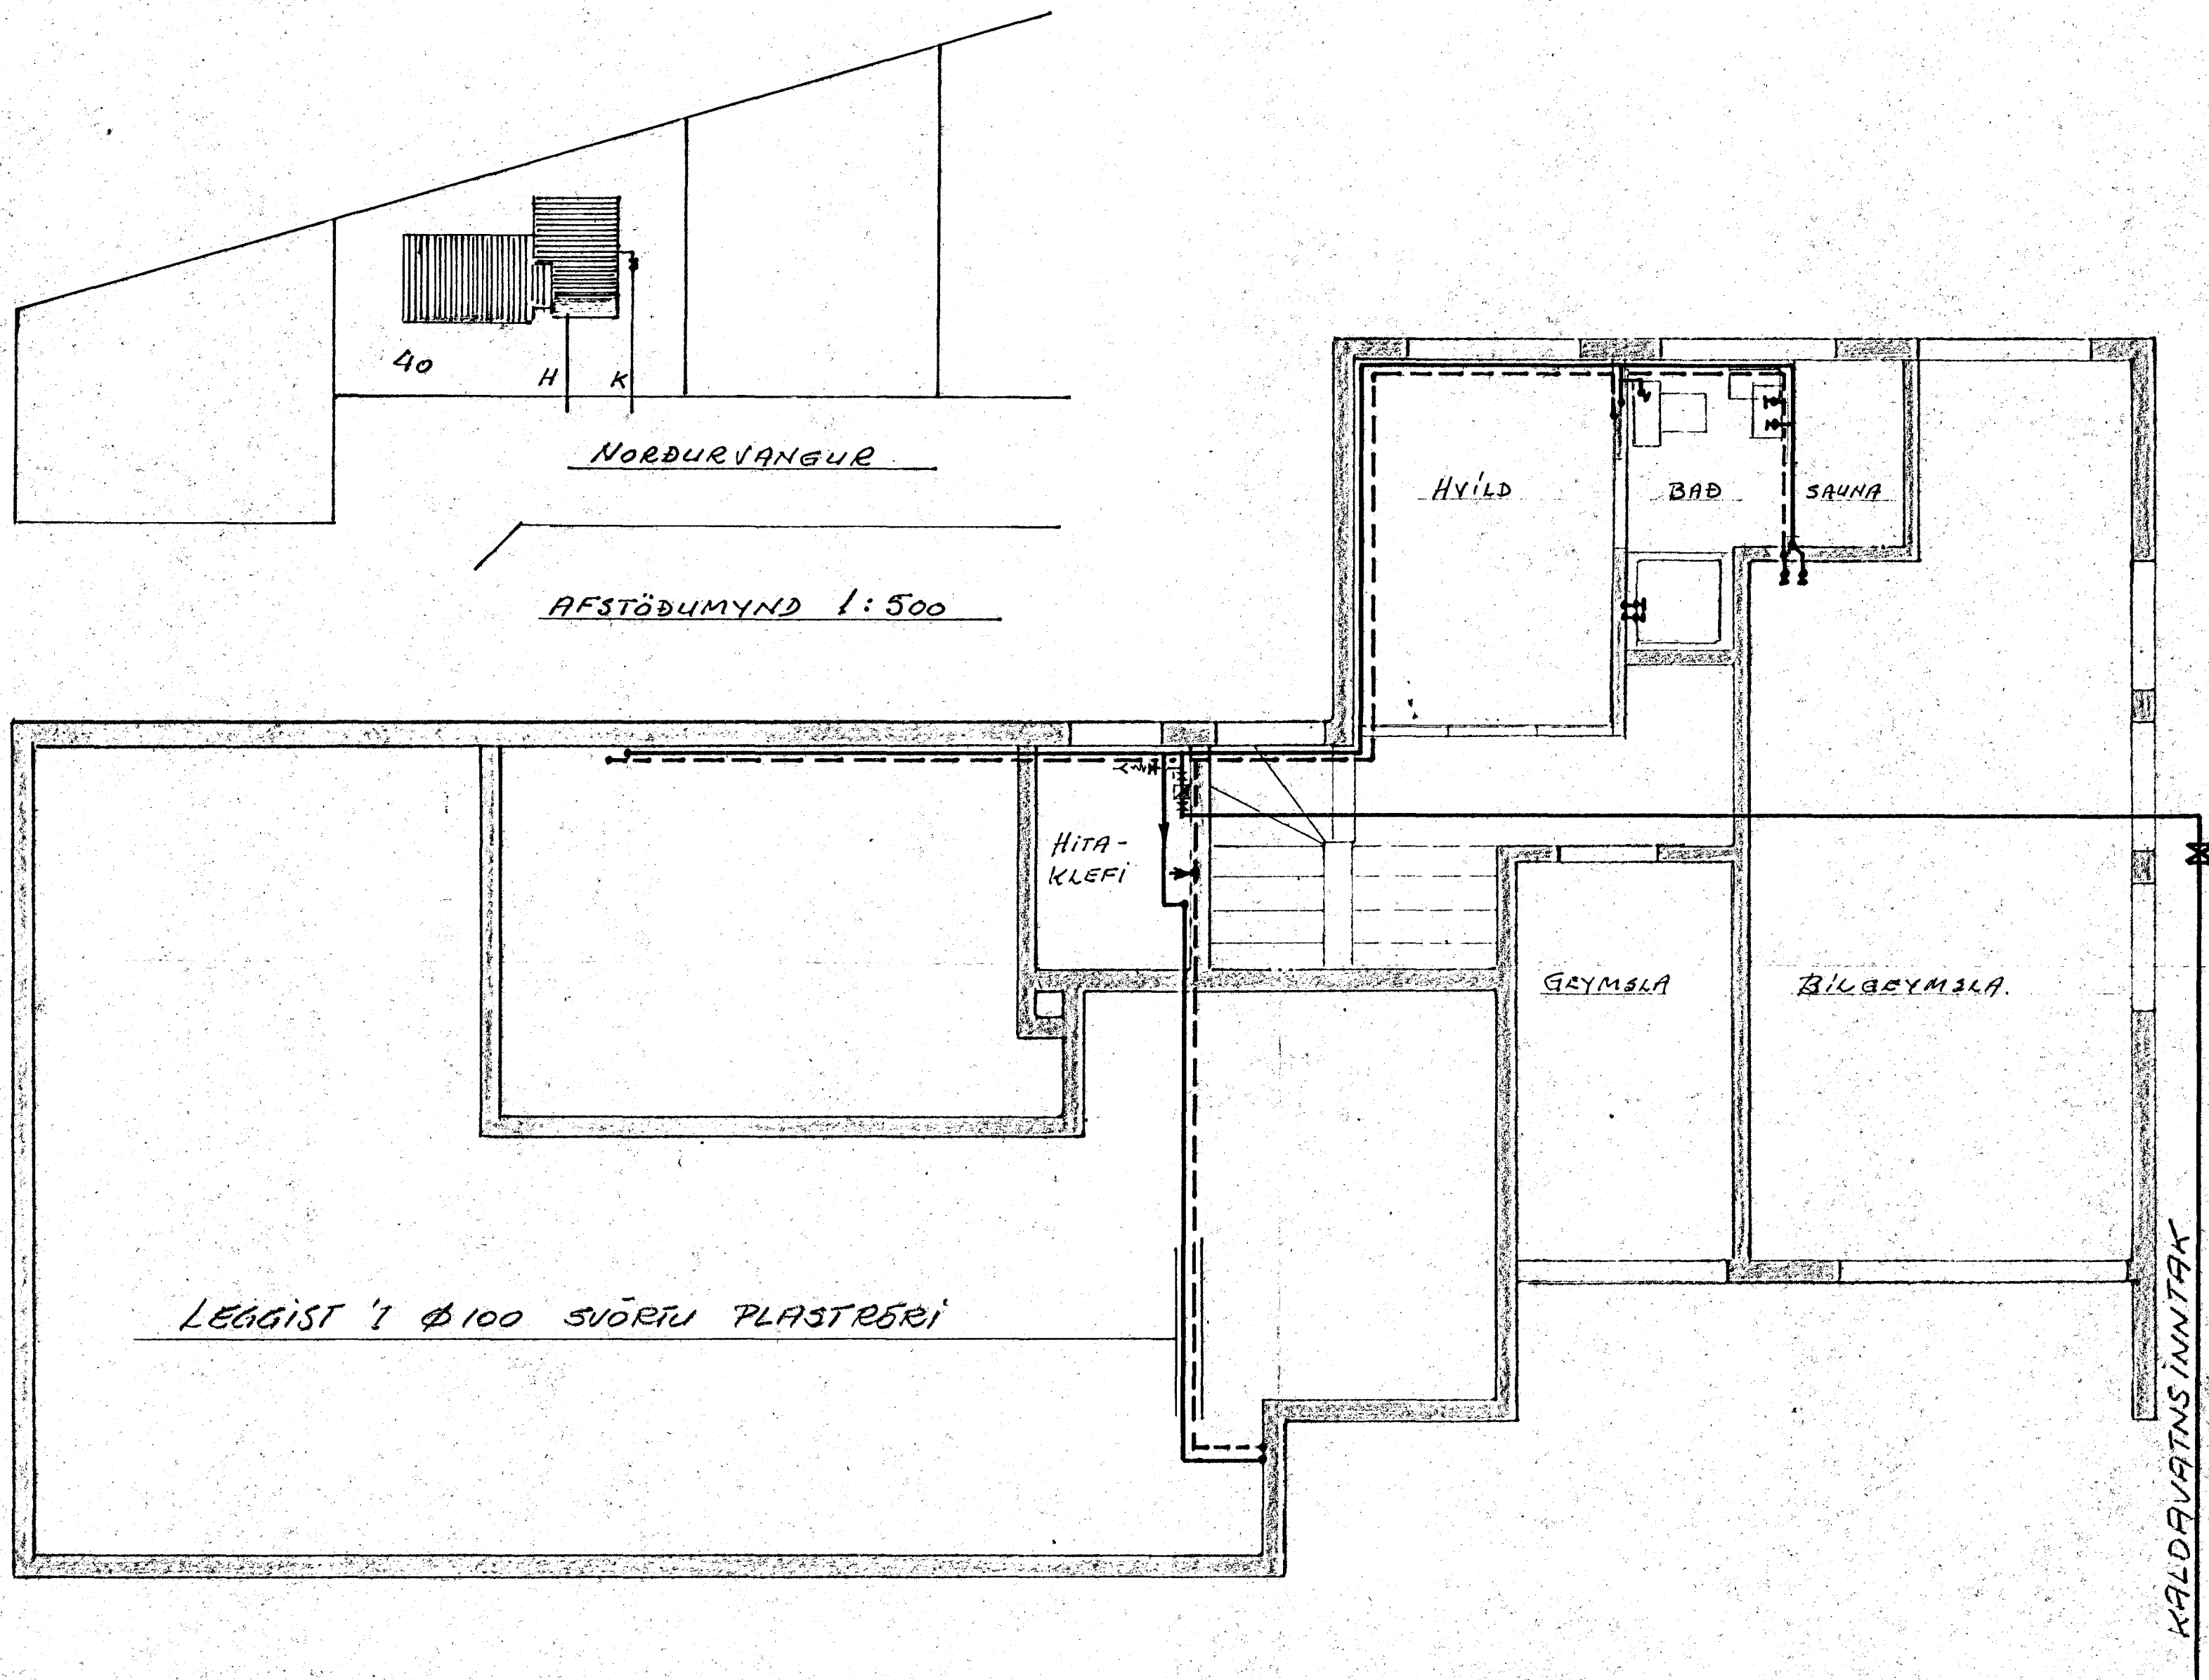 40
H K
NORÐURVANGUR
AFSTÖÐUMYND 1:500
HVÍLD
BAÐ
SAUNA
HITA-
KLEFI
GEYMSLA
BÍLGEYMSLA.
LEGGIST Í Ø100 SVÖRTU PLASTRÖRI
KALDAVATNSINNTAK